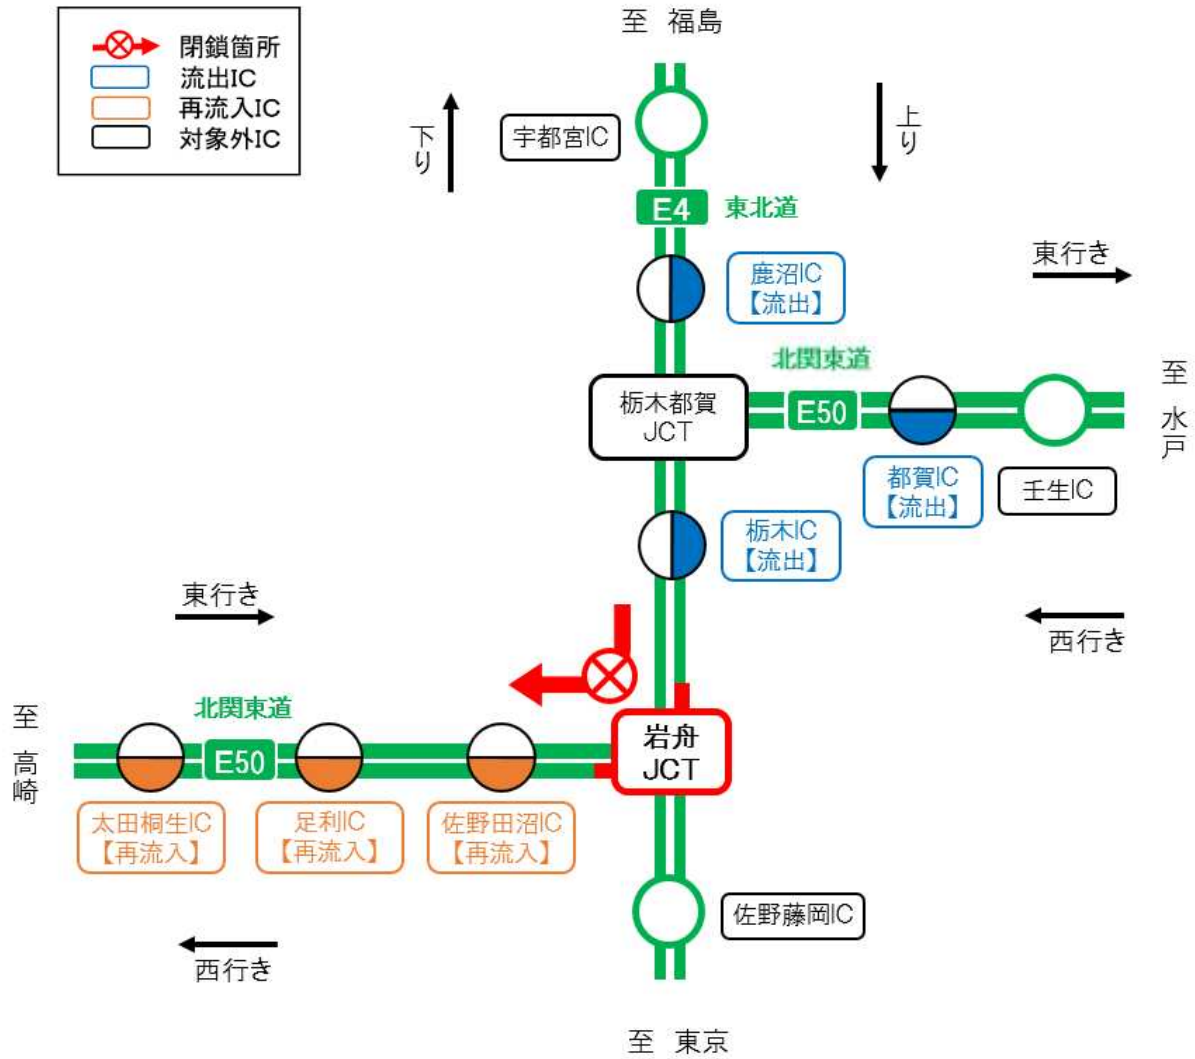 至 福島
閉鎖箇所
流出IC
再流入IC
対象外IC
下り
上り
宇都宮IC
E4
東北道
東行き
鹿沼IC
【流出】
北関東道
至 水戸
栃木都賀
JCT
E50
都賀IC
【流出】
壬生IC
栃木IC
【流出】
東行き
西行き
北関東道
至 高崎
E50
岩舟
JCT
太田桐生IC
【再流入】
足利IC
【再流入】
佐野田沼IC
【再流入】
佐野藤岡IC
西行き
至 東京